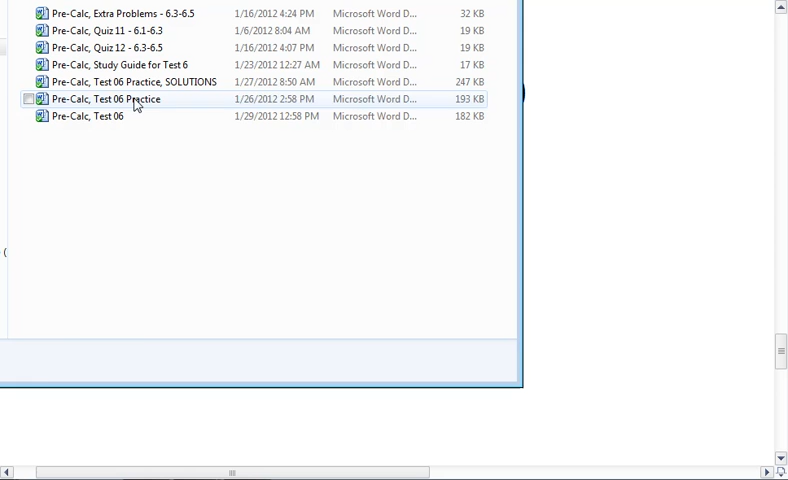 Pre-Calc, Extra Problems - 6.3-6.5 1/16/2012 4:24 PM Microsoft Word D... 32 KB
Pre-Calc, Quiz 11 - 6.1-6.3 1/6/2012 8:04 AM Microsoft Word D... 19 KB
Pre-Calc, Quiz 12 - 6.3-6.5 1/16/2012 4:07 PM Microsoft Word D... 19 KB
Pre-Calc, Study Guide for Test 6 1/23/2012 12:27 AM Microsoft Word D... 17 KB
Pre-Calc, Test 06 Practice, SOLUTIONS 1/27/2012 8:50 AM Microsoft Word D... 247 KB
Pre-Calc, Test 06 Practice 1/26/2012 2:58 PM Microsoft Word D... 193 KB
Pre-Calc, Test 06 1/29/2012 12:58 PM Microsoft Word D... 182 KB
(